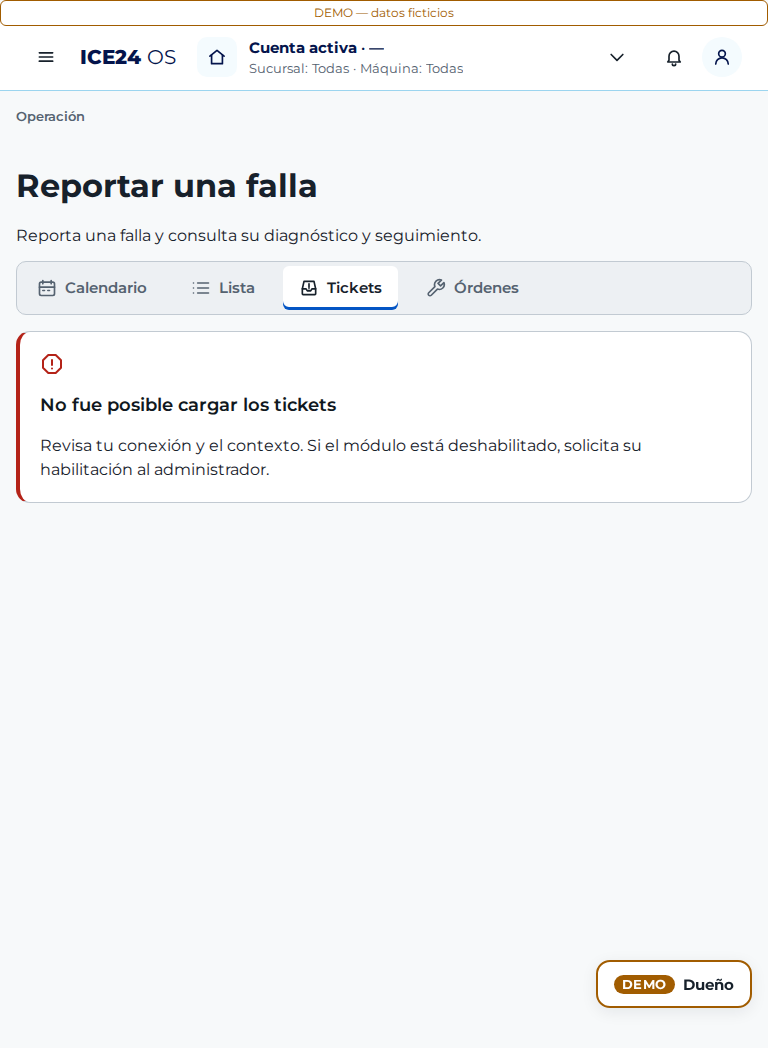 DEMO — datos ficticios
ICE24 OS
Cuenta activa · —
Sucursal: Todas · Máquina: Todas
Operación
Reportar una falla
Reporta una falla y consulta su diagnóstico y seguimiento.
Calendario
Lista
Tickets
Órdenes
No fue posible cargar los tickets
Revisa tu conexión y el contexto. Si el módulo está deshabilitado, solicita su
habilitación al administrador.
DEMO Dueño